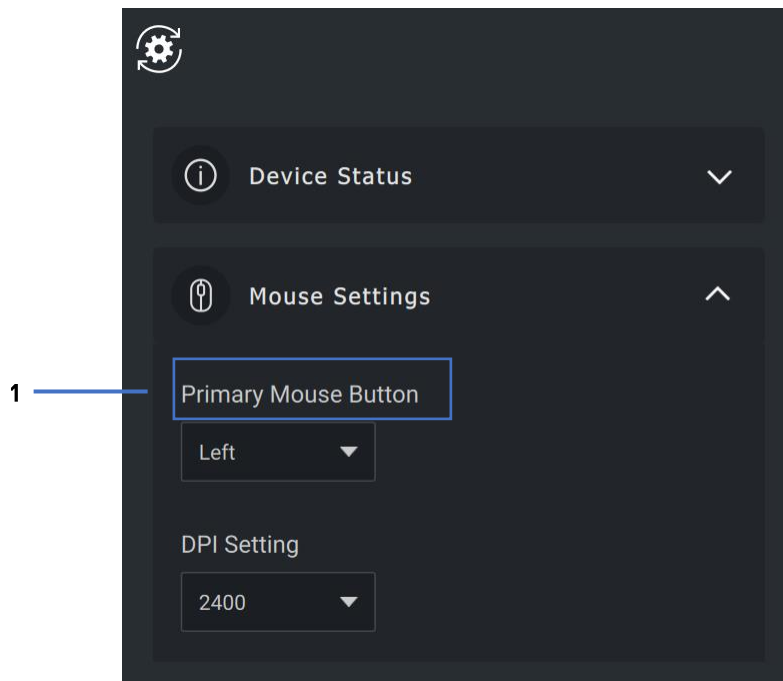 Device Status
Mouse Settings
1
Primary Mouse Button
Left
DPI Setting
2400